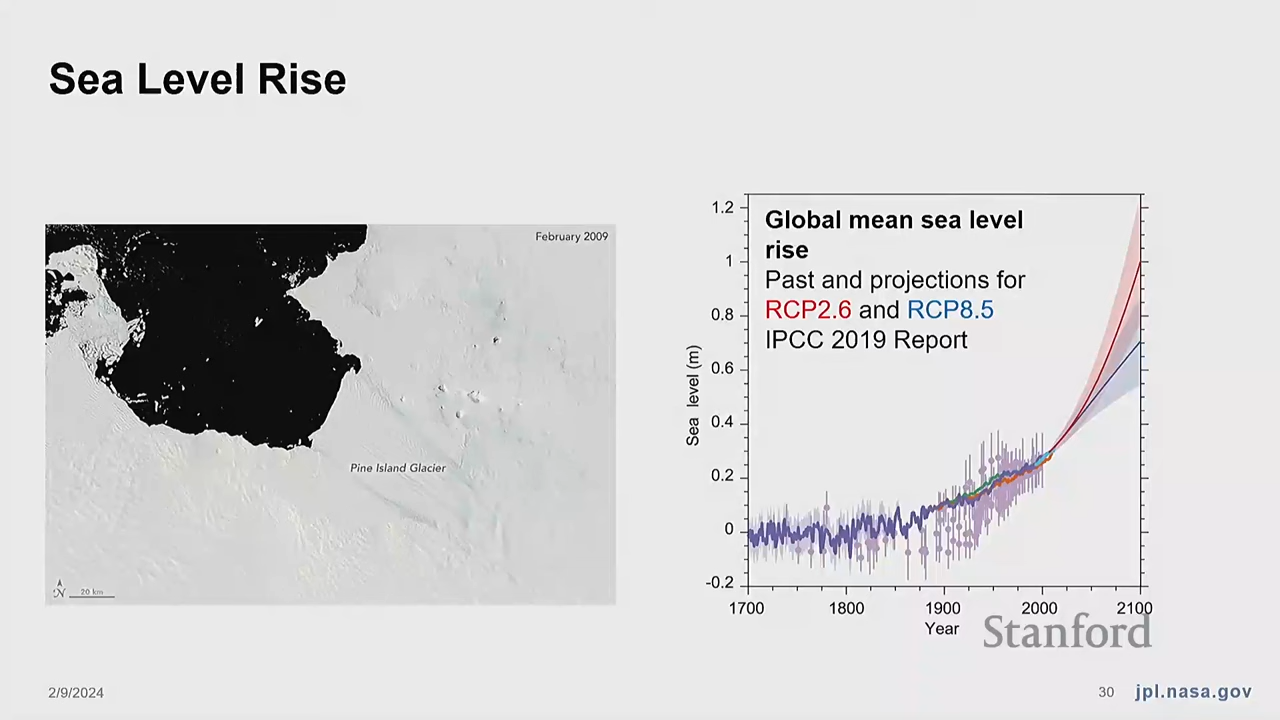 Sea Level Rise
February 2009
Pine Island Glacier
N
20 km
Global mean sea level
rise
Past and projections for
RCP2.6 and RCP8.5
IPCC 2019 Report
1.2
1
0.8
0.6
0.4
0.2
0
-0.2
Sea level (m)
1700 1800 1900 2000 2100
Year
Stanford
2/9/2024
30 jpl.nasa.gov